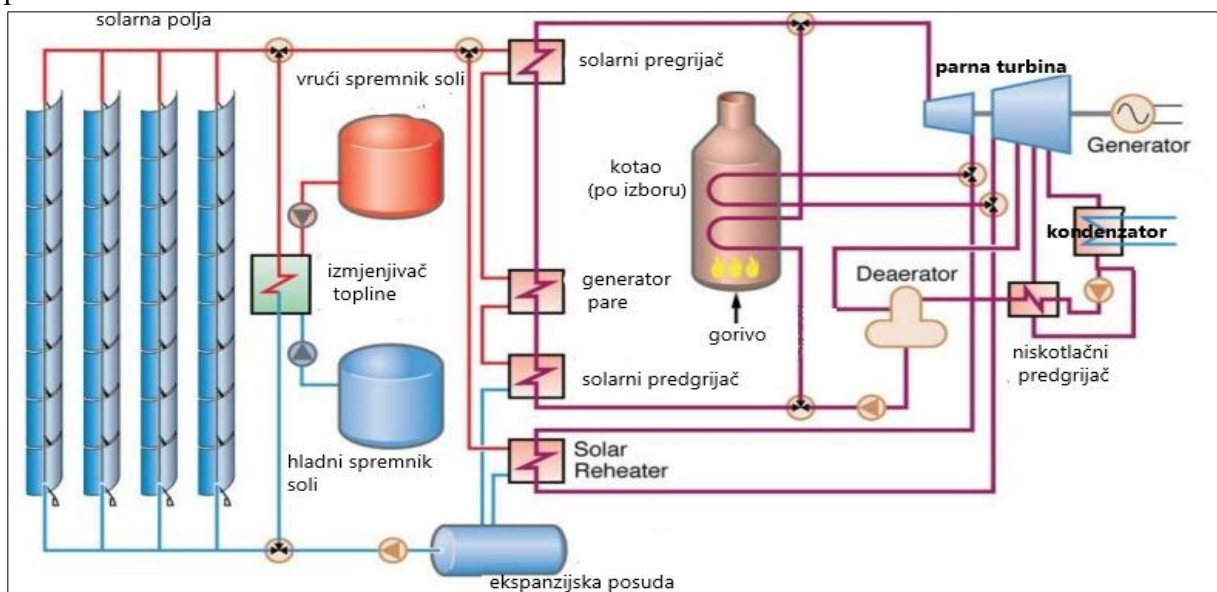 solarna polja
vrući spremnik soli
solarni pregrijač
parna turbina
Generator
kotao
(po izboru)
kondenzator
izmjenjivač
topline
generator
pare
Deaerator
gorivo
niskotlačni
predgrijač
solarni predgrijač
hladni spremnik
soli
Solar
Reheater
ekspanzijska posuda